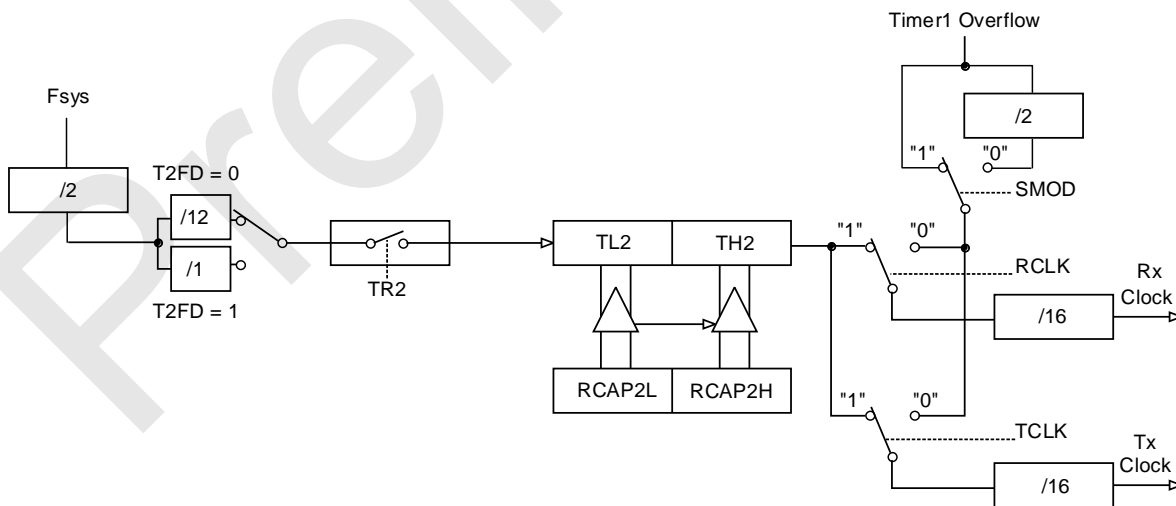 Timer1 Overflow
Fsys
/2
"1"
"0"
SMOD
T2FD = 0
/2
/12
/1
T2FD = 1
TR2
TL2
TH2
RCAP2L
RCAP2H
"1"
"0"
RCLK
/16
Rx
Clock
"1"
"0"
TCLK
/16
Tx
Clock
Prel